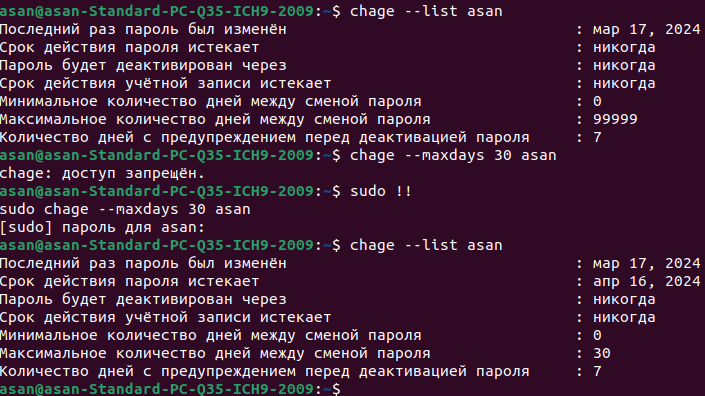 asan@asan-Standard-PC-Q35-ICH9-2009:~$ chage --list asan
Последний раз пароль был изменён : мар 17, 2024
Срок действия пароля истекает : никогда
Пароль будет деактивирован через : никогда
Срок действия учётной записи истекает : никогда
Минимальное количество дней между сменой пароля : 0
Максимальное количество дней между сменой пароля : 99999
Количество дней с предупреждением перед деактивацией пароля : 7
asan@asan-Standard-PC-Q35-ICH9-2009:~$ chage --maxdays 30 asan
chage: доступ запрещён.
asan@asan-Standard-PC-Q35-ICH9-2009:~$ sudo !!
sudo chage --maxdays 30 asan
[sudo] пароль для asan:
asan@asan-Standard-PC-Q35-ICH9-2009:~$ chage --list asan
Последний раз пароль был изменён : мар 17, 2024
Срок действия пароля истекает : апр 16, 2024
Пароль будет деактивирован через : никогда
Срок действия учётной записи истекает : никогда
Минимальное количество дней между сменой пароля : 0
Максимальное количество дней между сменой пароля : 30
Количество дней с предупреждением перед деактивацией пароля : 7
asan@asan-Standard-PC-Q35-ICH9-2009:~$